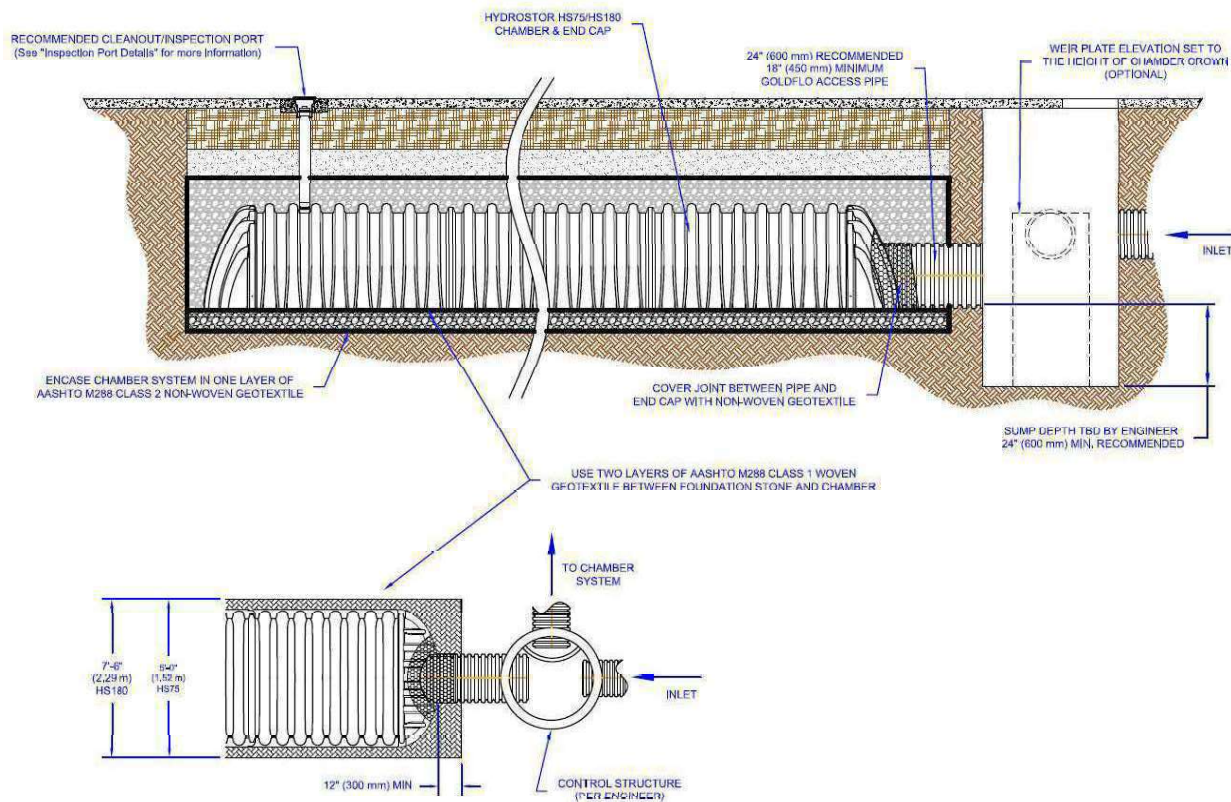 RECOMMENDED CLEANOUT/INSPECTION PORT
(See "Inspection Port Details" for more information)
HYDROSTOR HS75/HS180
CHAMBER & END CAP
24" (600 mm) RECOMMENDED
18" (450 mm) MINIMUM
GOLDFLO ACCESS PIPE
WEIR PLATE ELEVATION SET TO
THE HEIGHT OF CHAMBER CROWN
(OPTIONAL)
INLET
ENCASE CHAMBER SYSTEM IN ONE LAYER OF
AASHTO M288 CLASS 2 NON-WOVEN GEOTEXTILE
COVER JOINT BETWEEN PIPE AND
END CAP WITH NON-WOVEN GEOTEXTILE
SUMP DEPTH TBD BY ENGINEER
24" (600 mm) MIN. RECOMMENDED
USE TWO LAYERS OF AASHTO M288 CLASS 1 WOVEN
GEOTEXTILE BETWEEN FOUNDATION STONE AND CHAMBER
TO CHAMBER
SYSTEM
7'-6"
(2.29 m)
HS180
5'-0"
(1.52 m)
HS75
INLET
12" (300 mm) MIN
CONTROL STRUCTURE
(PER ENGINEER)